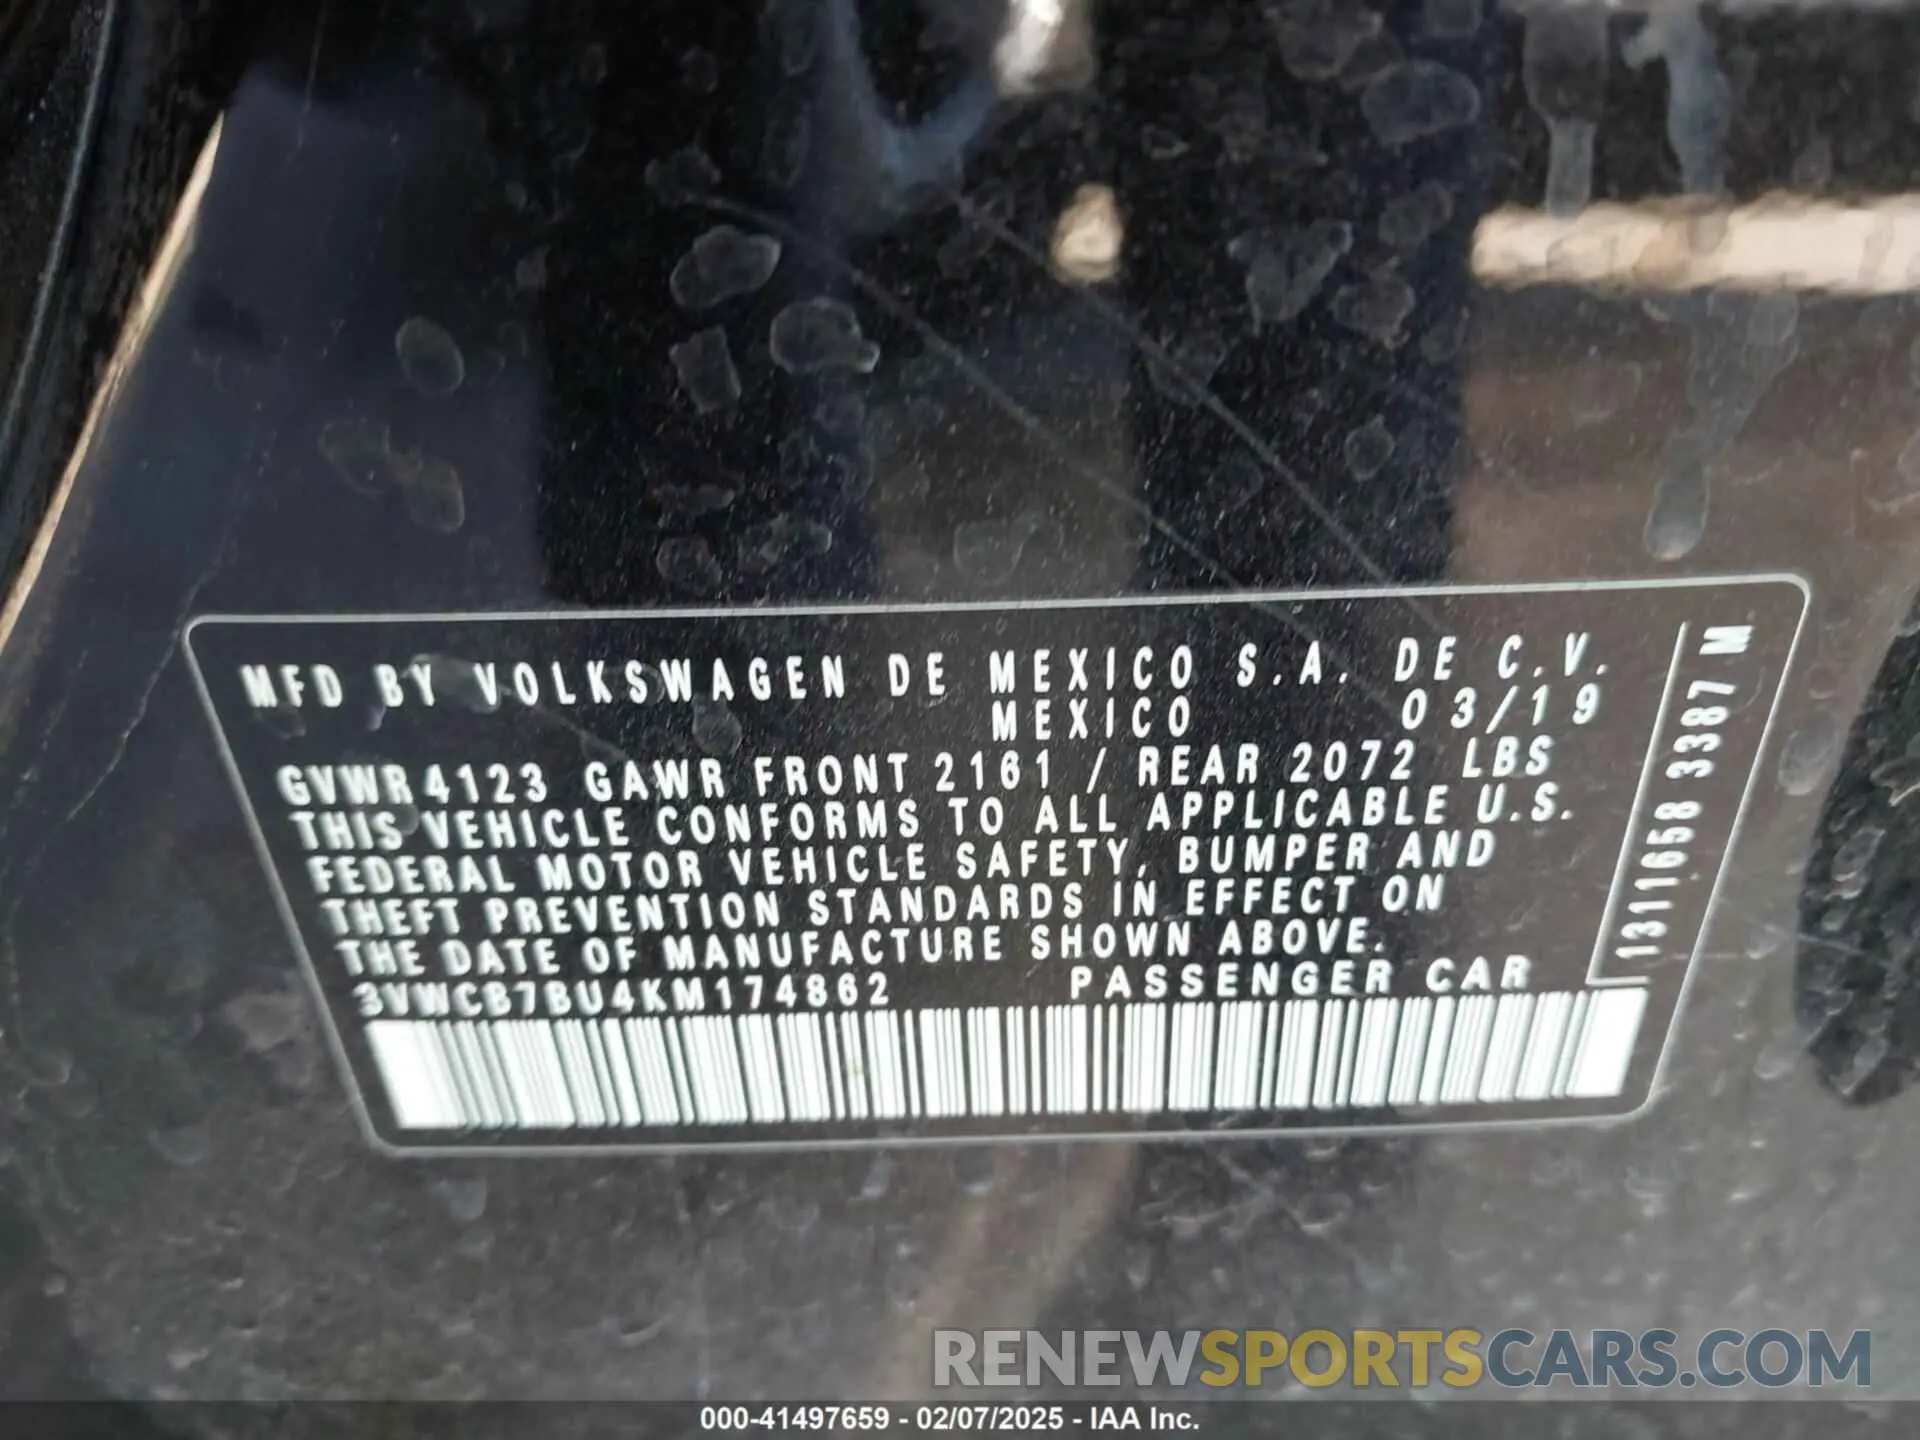 MFD BY VOLKSWAGEN DE MEXICO S.A. DE C.V.
MEXICO 03/19
GVWR 4123 GAWR FRONT 2161 / REAR 2072 LBS
THIS VEHICLE CONFORMS TO ALL APPLICABLE U.S.
FEDERAL MOTOR VEHICLE SAFETY, BUMPER AND
THEFT PREVENTION STANDARDS IN EFFECT ON
THE DATE OF MANUFACTURE SHOWN ABOVE.
3VWCB7BU4KM174862 PASSENGER CAR
1311658 3387 M
RENEWSPORTSCARS.COM
000-41497659 - 02/07/2025 - IAA Inc.